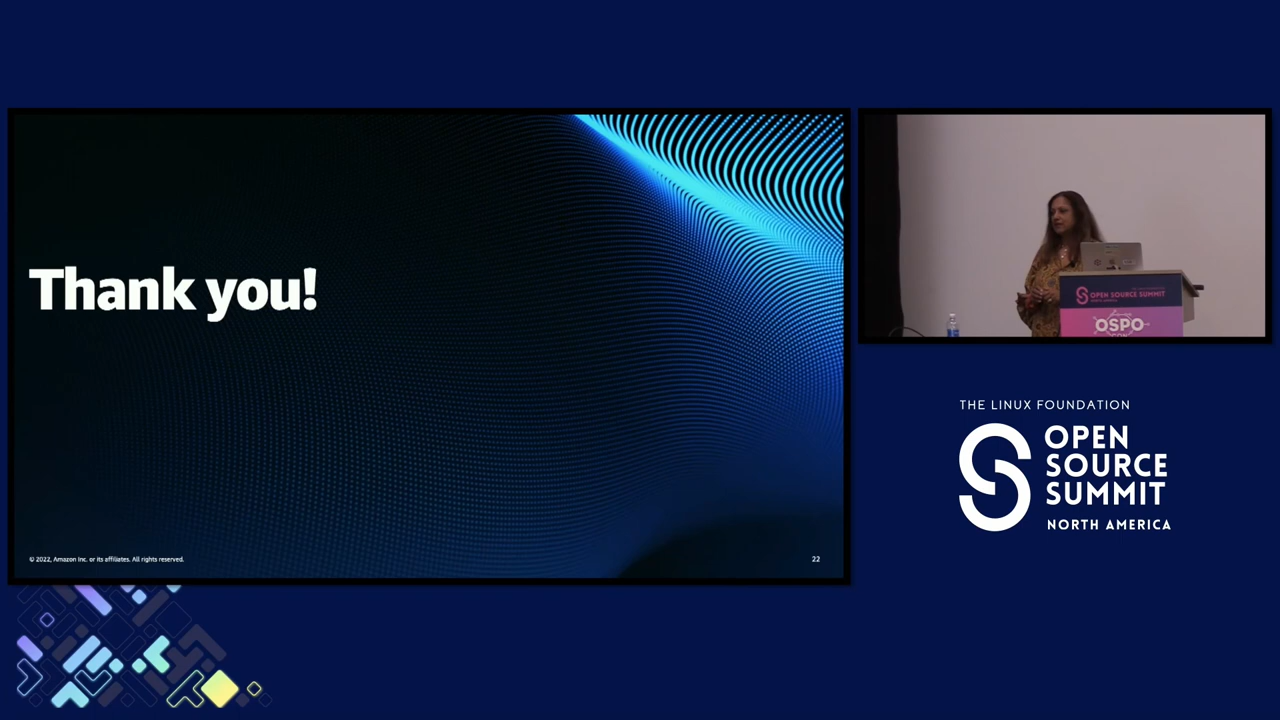 Thank you!
© 2022, Amazon Inc. or its affiliates. All rights reserved.
22
OPEN SOURCE SUMMIT
OSPO
CON
THE LINUX FOUNDATION
OPEN
SOURCE
SUMMIT
NORTH AMERICA